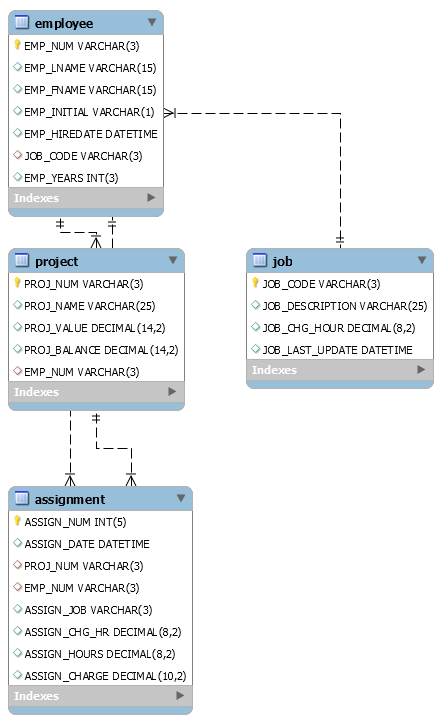 employee
EMP_NUM VARCHAR(3)
EMP_LNAME VARCHAR(15)
EMP_FNAME VARCHAR(15)
EMP_INITIAL VARCHAR(1)
EMP_HIREDATE DATETIME
JOB_CODE VARCHAR(3)
EMP_YEARS INT(3)
Indexes
project
PROJ_NUM VARCHAR(3)
PROJ_NAME VARCHAR(25)
PROJ_VALUE DECIMAL(14,2)
PROJ_BALANCE DECIMAL(14,2)
EMP_NUM VARCHAR(3)
Indexes
job
JOB_CODE VARCHAR(3)
JOB_DESCRIPTION VARCHAR(25)
JOB_CHG_HOUR DECIMAL(8,2)
JOB_LAST_UPDATE DATETIME
Indexes
assignment
ASSIGN_NUM INT(5)
ASSIGN_DATE DATETIME
PROJ_NUM VARCHAR(3)
EMP_NUM VARCHAR(3)
ASSIGN_JOB VARCHAR(3)
ASSIGN_CHG_HR DECIMAL(8,2)
ASSIGN_HOURS DECIMAL(8,2)
ASSIGN_CHARGE DECIMAL(10,2)
Indexes